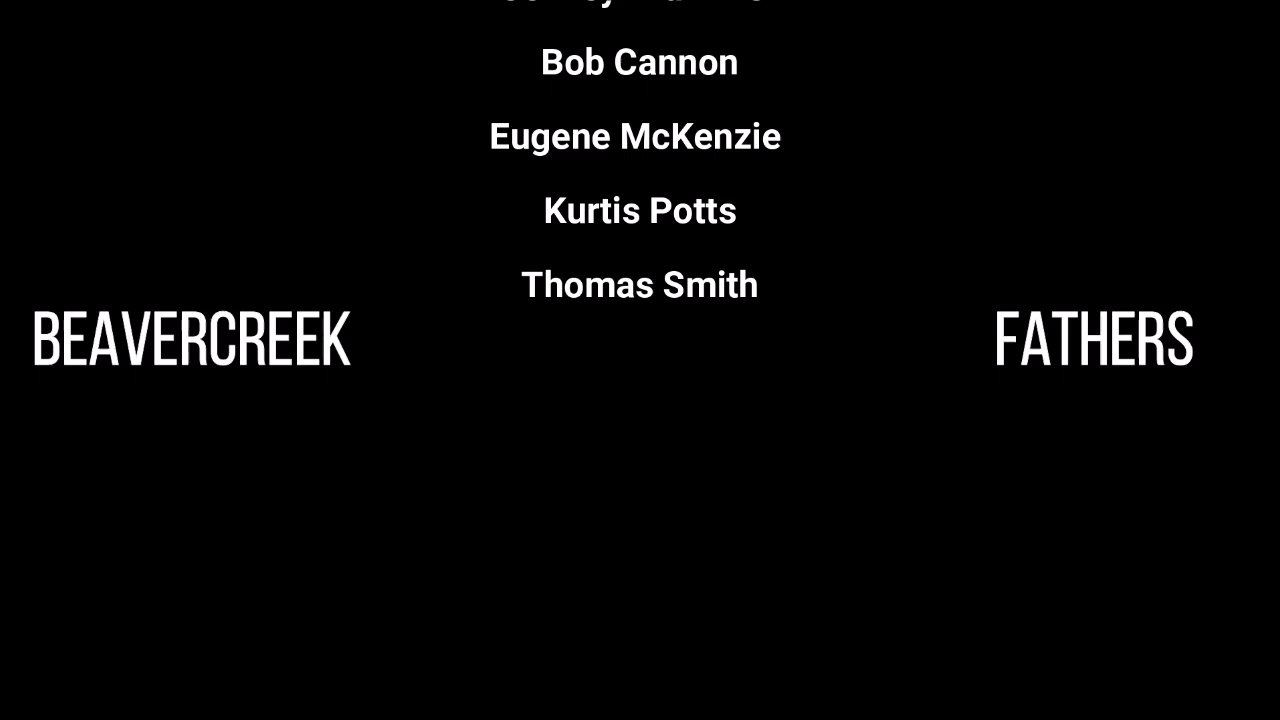 Bob Cannon
Eugene McKenzie
Kurtis Potts
Thomas Smith
BEAVERCREEK
FATHERS